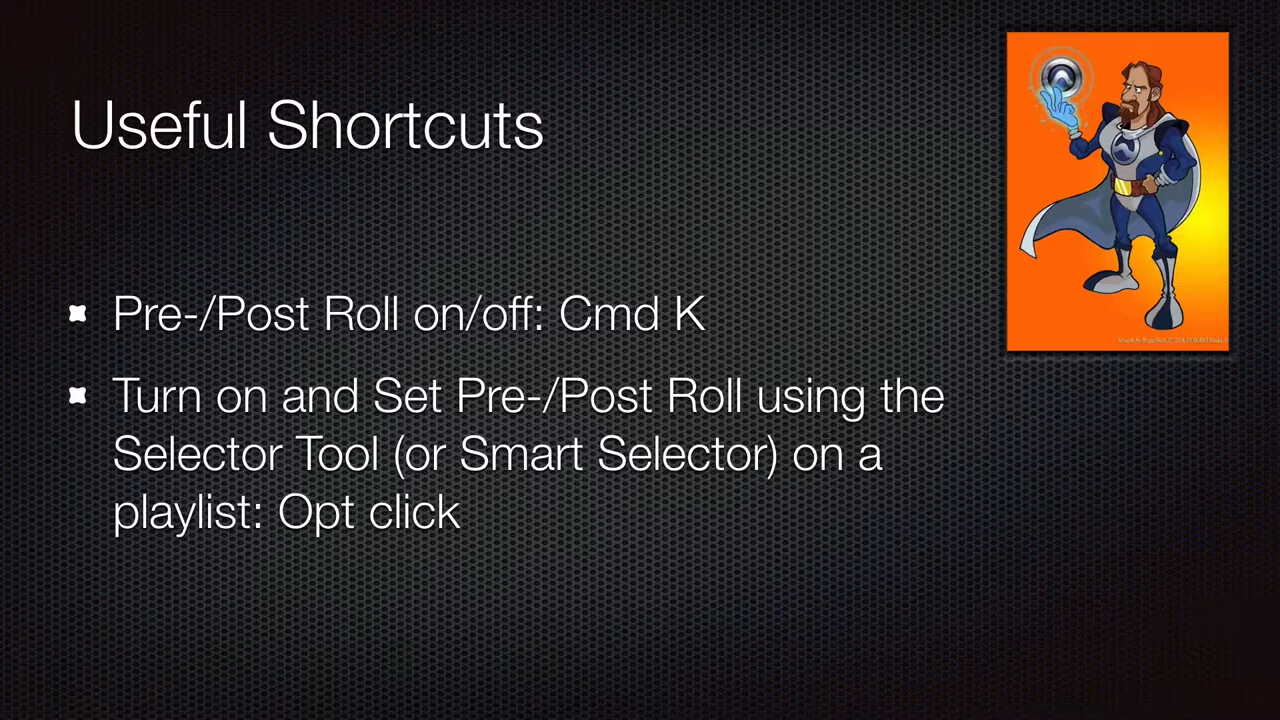 Useful Shortcuts
Pre-/Post Roll on/off: Cmd K
Turn on and Set Pre-/Post Roll using the
Selector Tool (or Smart Selector) on a
playlist: Opt click